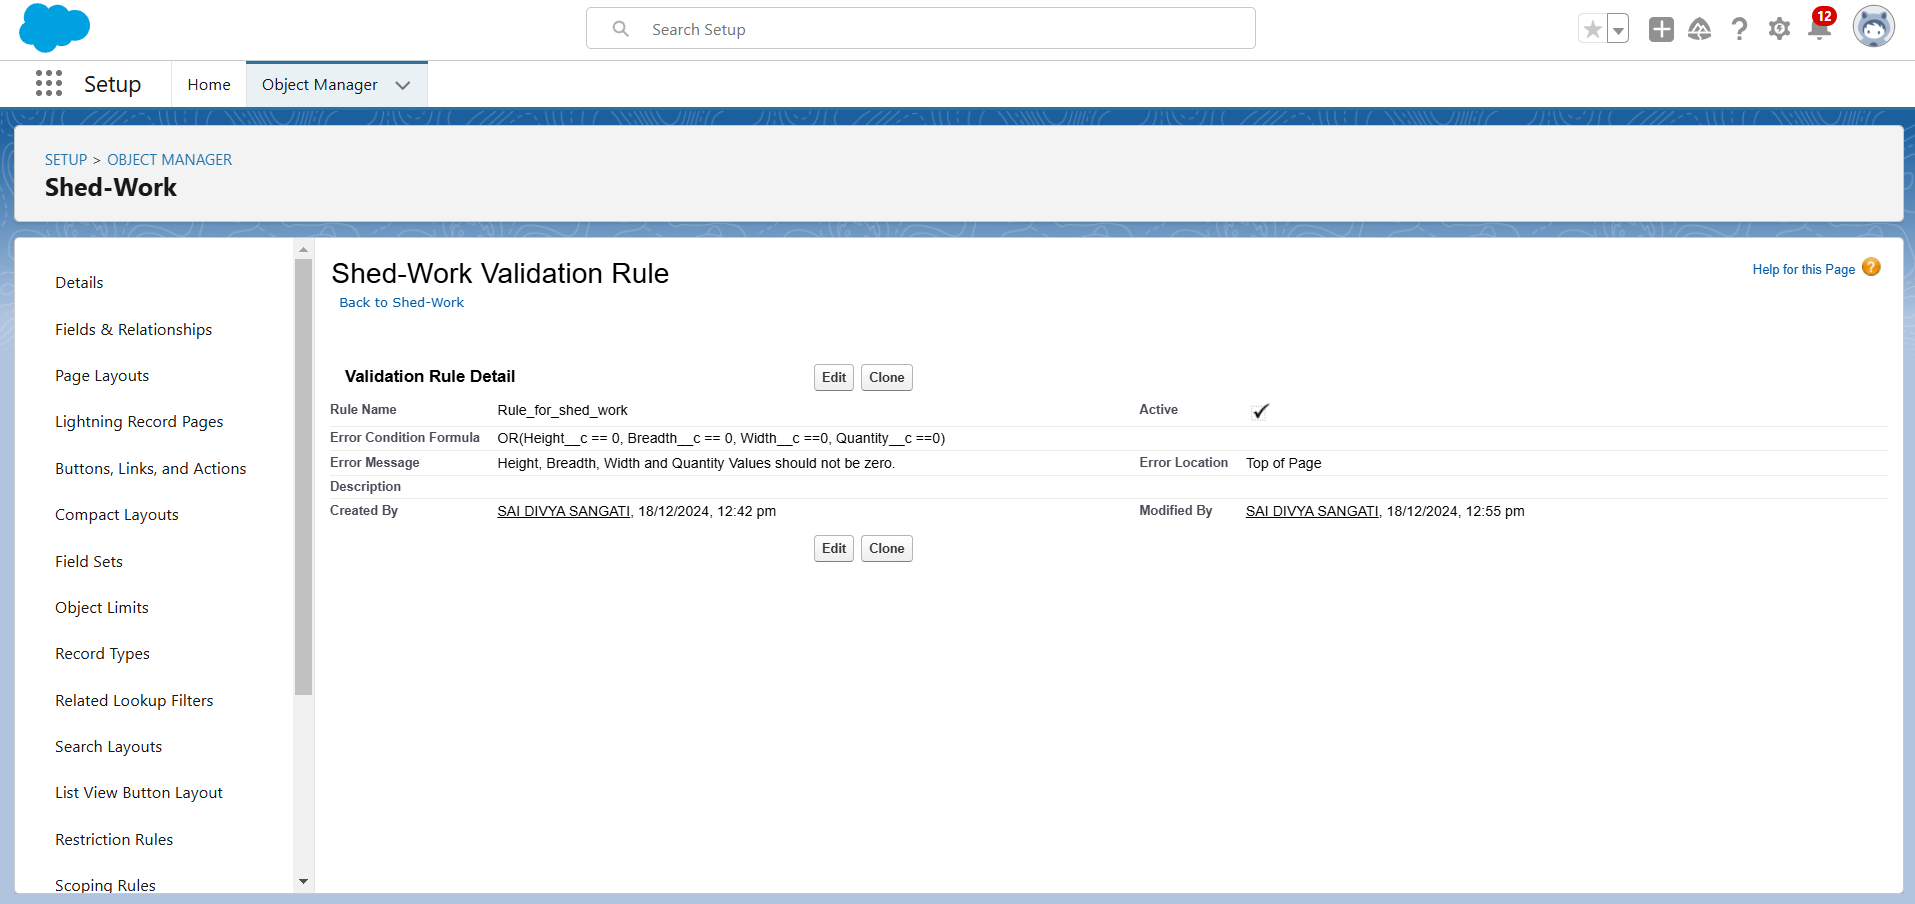 Search Setup
12
Setup
Home
Object Manager
SETUP > OBJECT MANAGER
Shed-Work
Details
Fields & Relationships
Page Layouts
Lightning Record Pages
Buttons, Links, and Actions
Compact Layouts
Field Sets
Object Limits
Record Types
Related Lookup Filters
Search Layouts
List View Button Layout
Restriction Rules
Scoping Rules
Shed-Work Validation Rule
Help for this Page ?
Back to Shed-Work
Validation Rule Detail
Edit Clone
Rule Name Rule_for_shed_work Active
Error Condition Formula OR(Height__c == 0, Breadth__c == 0, Width__c ==0, Quantity__c ==0)
Error Message Height, Breadth, Width and Quantity Values should not be zero. Error Location Top of Page
Description
Created By SAI DIVYA SANGATI, 18/12/2024, 12:42 pm Modified By SAI DIVYA SANGATI, 18/12/2024, 12:55 pm
Edit Clone